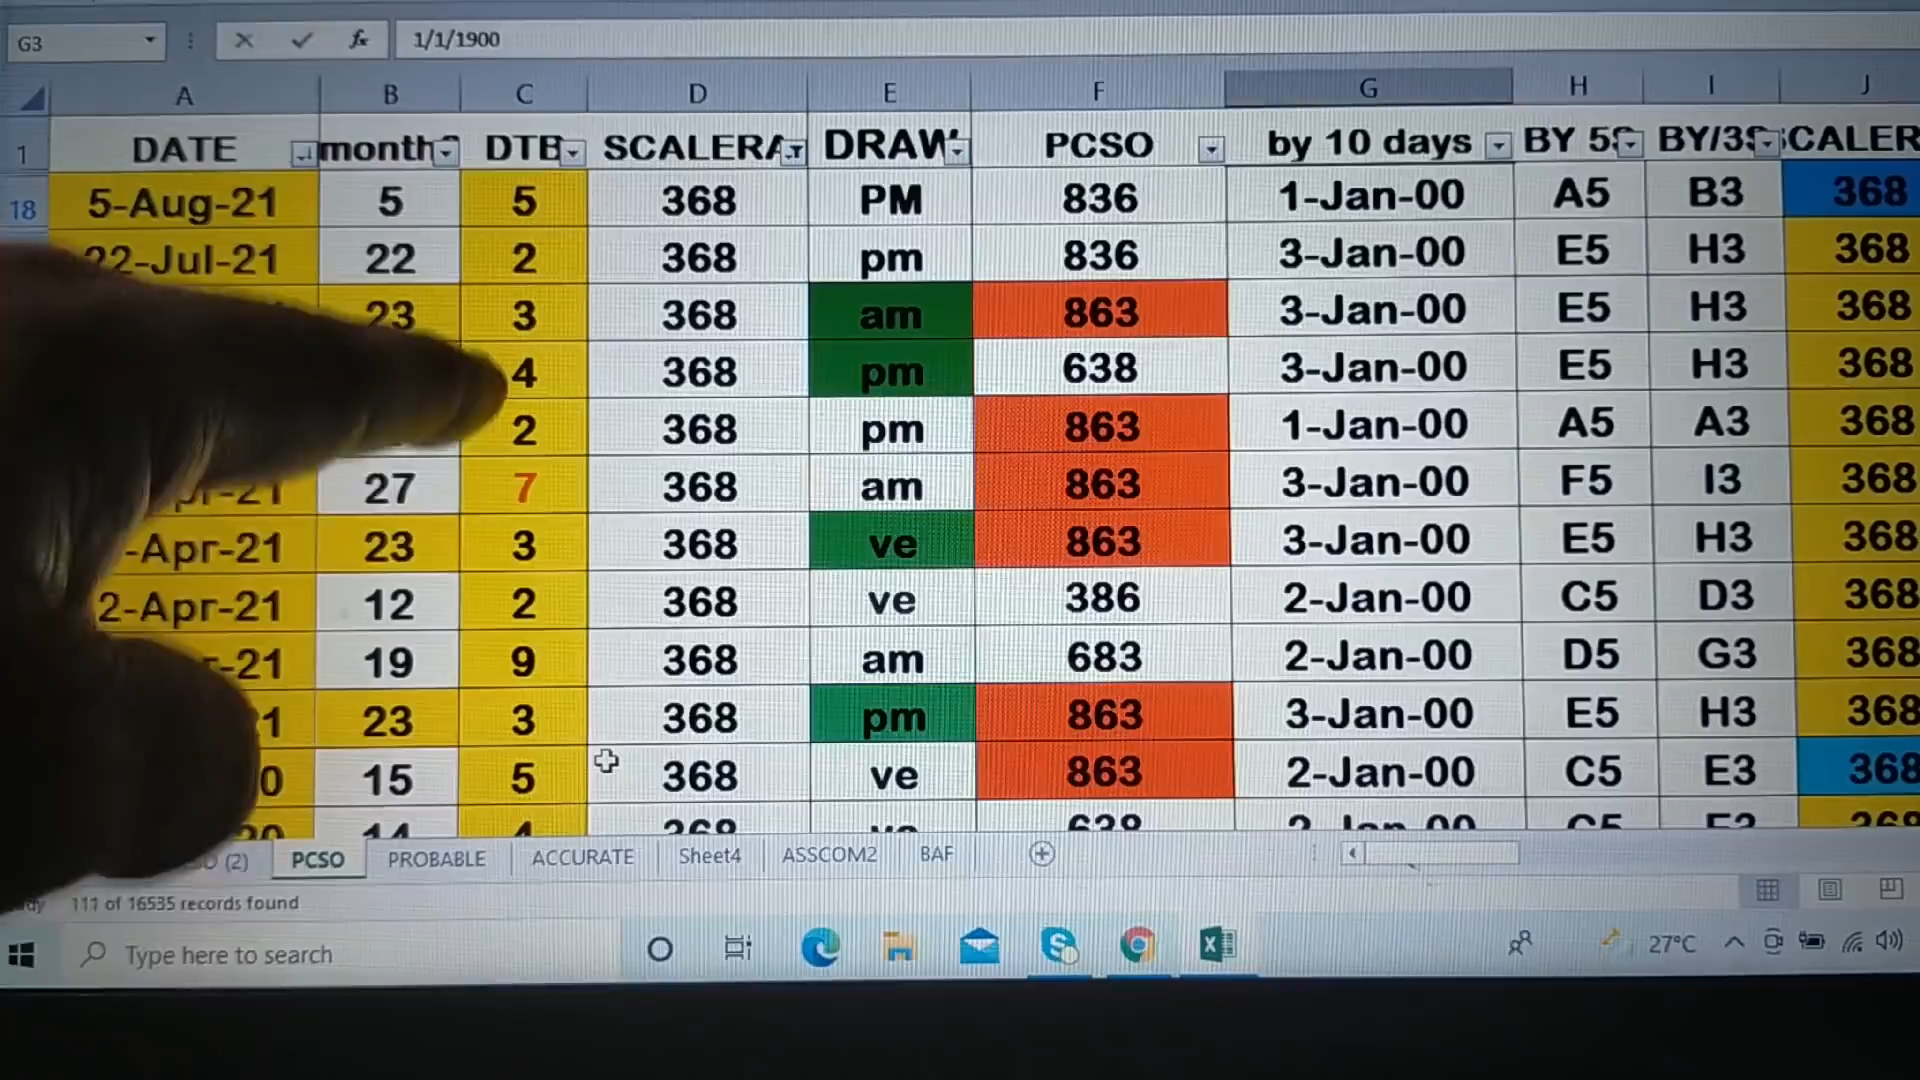 G3 fx 1/1/1900
A B C D E F G H I J
1 DATE month DTB SCALERA DRAW PCSO by 10 days BY 5S BY/3S CALER
18 5-Aug-21 5 5 368 PM 836 1-Jan-00 A5 B3 368
22-Jul-21 22 2 368 pm 836 3-Jan-00 E5 H3 368
23 3 368 am 863 3-Jan-00 E5 H3 368
4 368 pm 638 3-Jan-00 E5 H3 368
2 368 pm 863 1-Jan-00 A5 A3 368
-21 27 7 368 am 863 3-Jan-00 F5 I3 368
-Apr-21 23 3 368 ve 863 3-Jan-00 E5 H3 368
2-Apr-21 12 2 368 ve 386 2-Jan-00 C5 D3 368
-21 19 9 368 am 683 2-Jan-00 D5 G3 368
1 23 3 368 pm 863 3-Jan-00 E5 H3 368
0 15 5 368 ve 863 2-Jan-00 C5 E3 368
(2) PCSO PROBABLE ACCURATE Sheet4 ASSCOM2 BAF
111 of 16535 records found
Type here to search 27°C